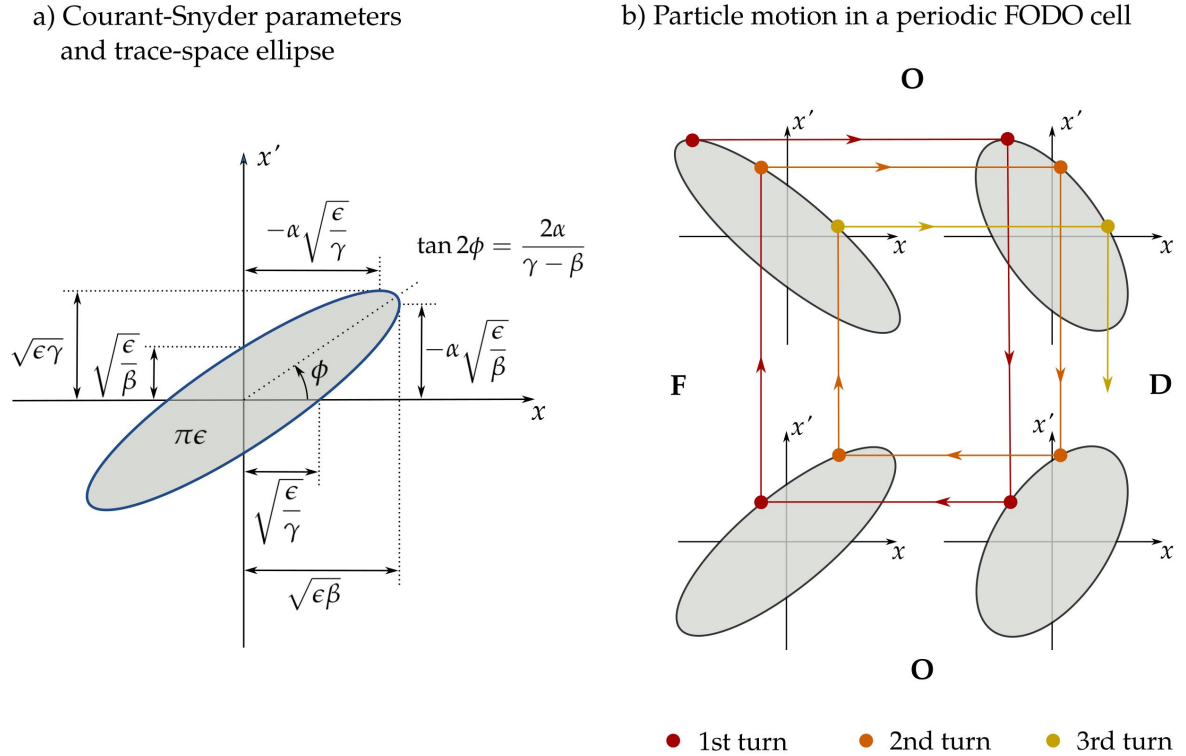 a) Courant-Snyder parameters
and trace-space ellipse
x′
−α√(ϵ/γ)
tan 2ϕ = 2α/(γ − β)
√ϵγ
√(ϵ/β)
−α√(ϵ/β)
ϕ
x
πϵ
√(ϵ/γ)
√ϵβ
b) Particle motion in a periodic FODO cell
O
x′
x′
x
x
F
D
x′
x′
x
x
O
1st turn
2nd turn
3rd turn